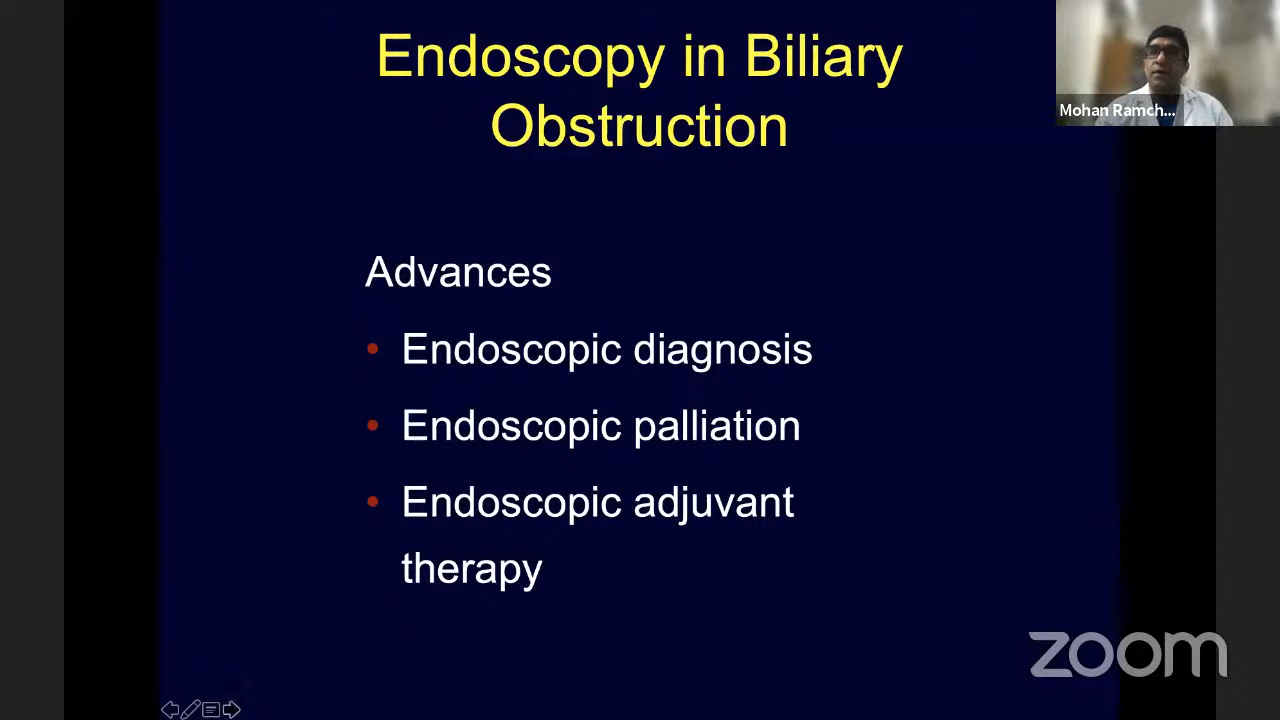 Endoscopy in Biliary
Obstruction
Mohan Ramch...
Advances
• Endoscopic diagnosis
• Endoscopic palliation
• Endoscopic adjuvant
therapy
zoom